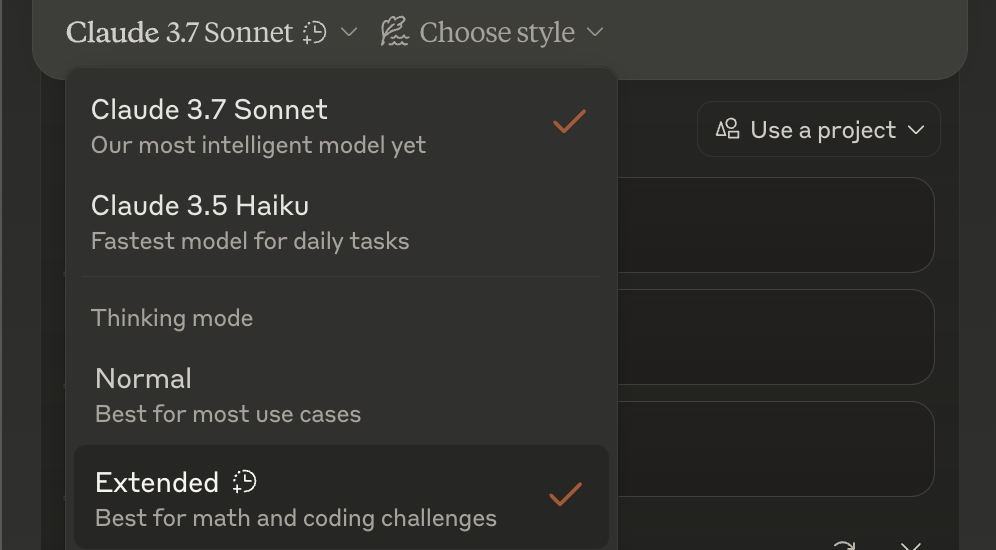 Claude 3.7 Sonnet Choose style
Claude 3.7 Sonnet
Our most intelligent model yet
Use a project
Claude 3.5 Haiku
Fastest model for daily tasks
Thinking mode
Normal
Best for most use cases
Extended
Best for math and coding challenges